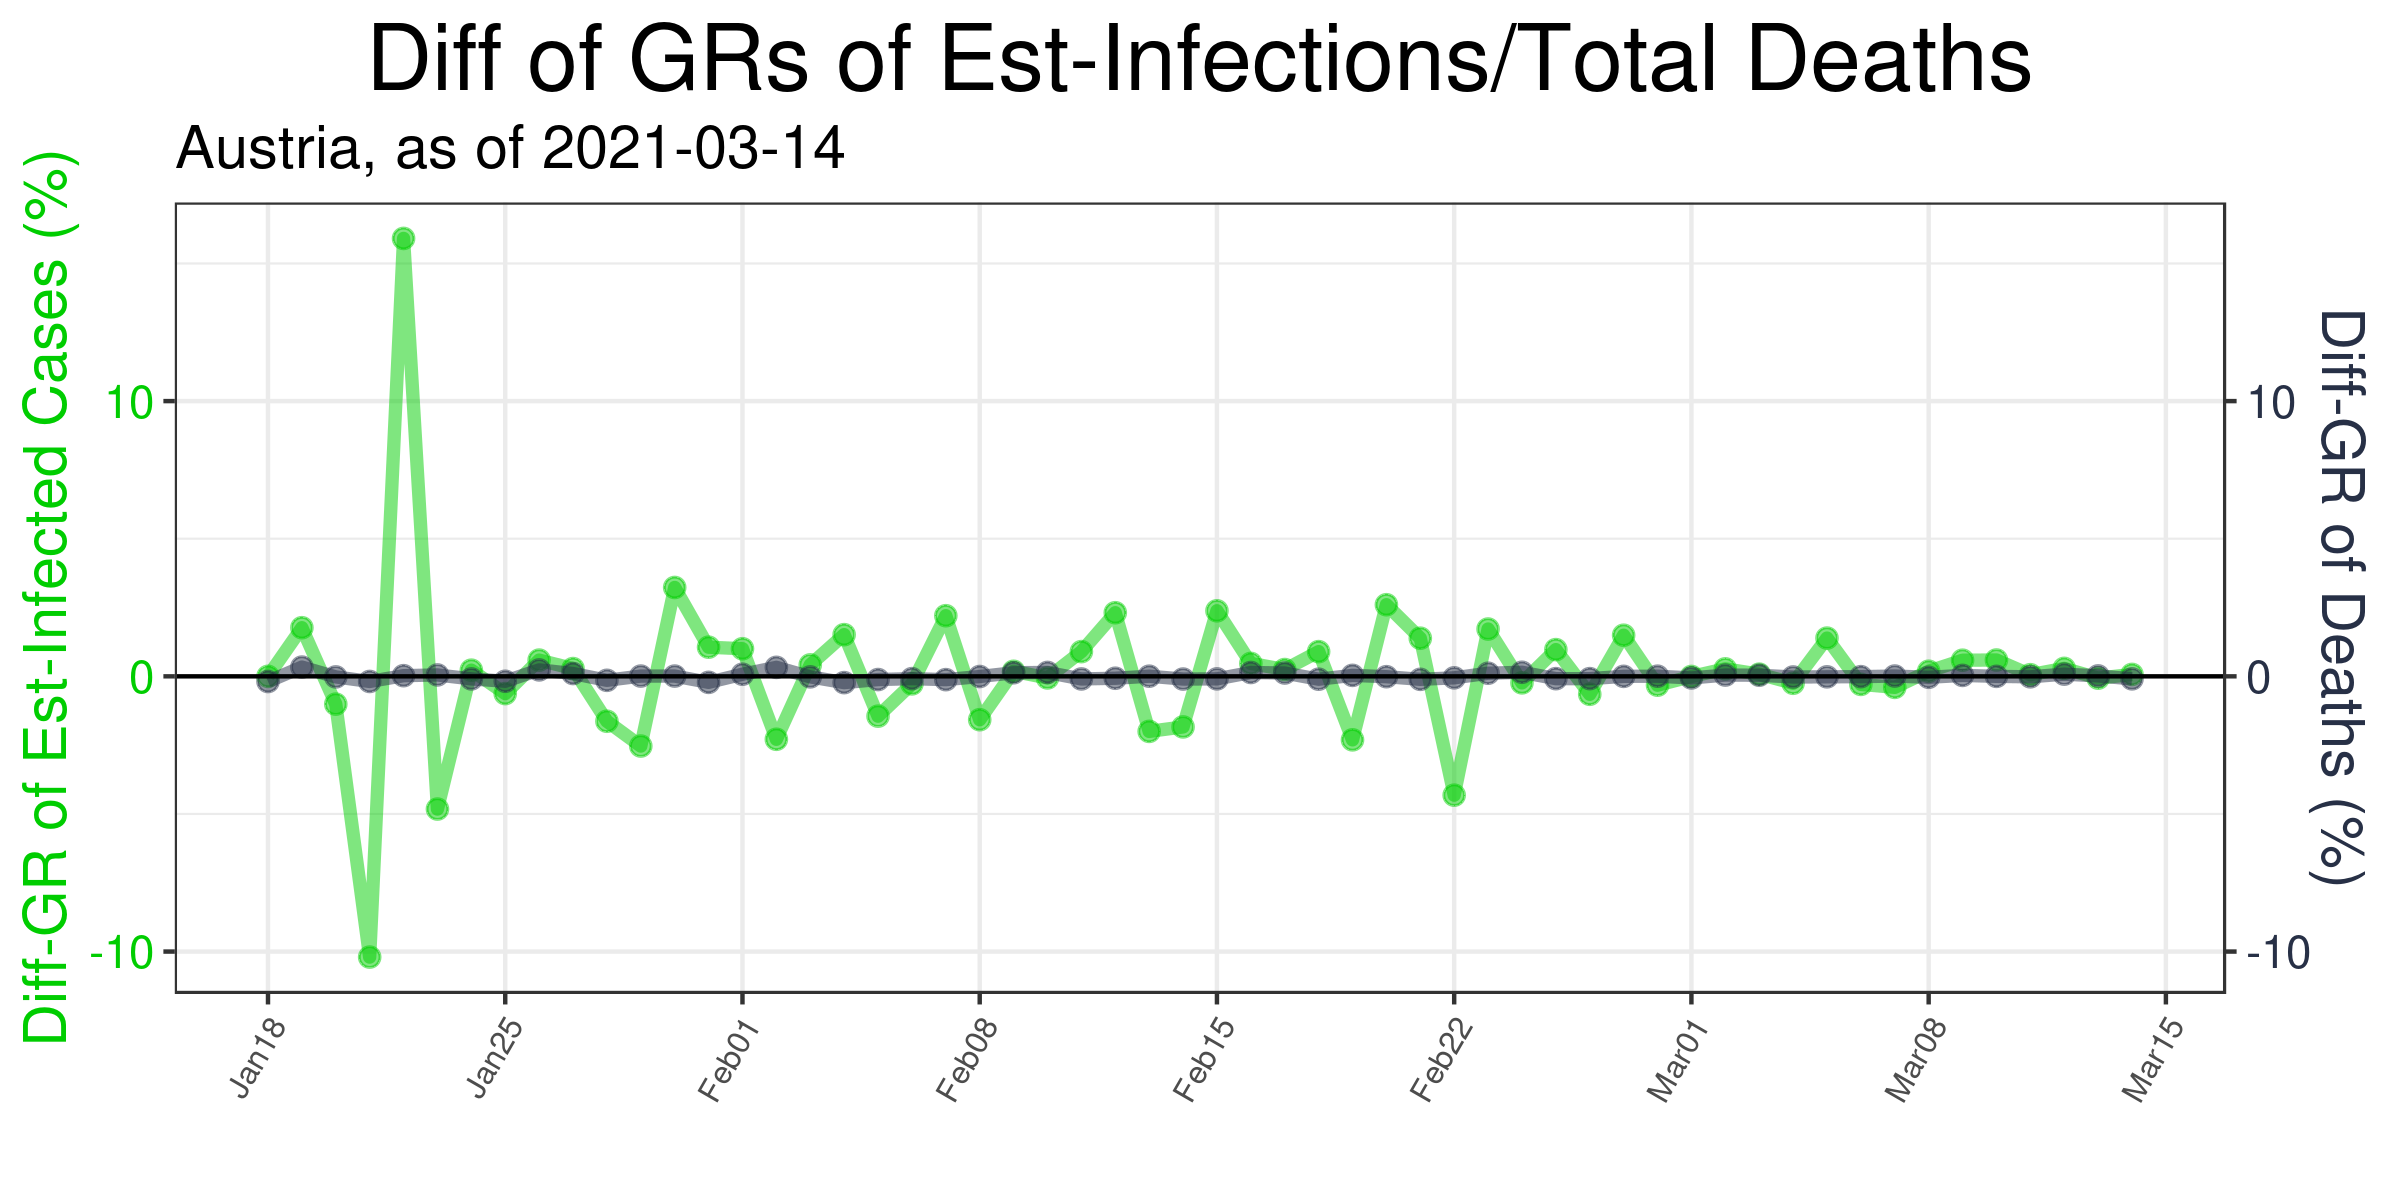 Diff of GRs of Est-Infections/Total Deaths
Austria, as of 2021-03-14
Diff-GR of Est-Infected Cases (%)
10
0
-10
10
0
-10
Diff-GR of Deaths (%)
Jan18
Jan25
Feb01
Feb08
Feb15
Feb22
Mar01
Mar08
Mar15